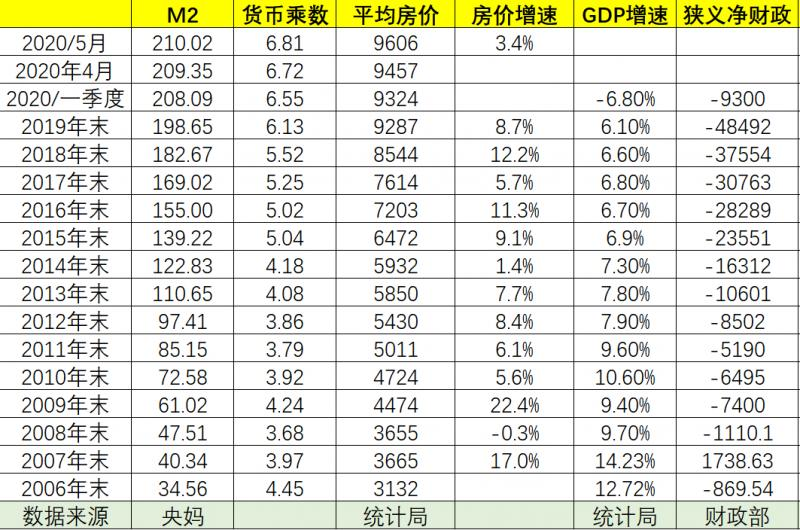 M2 货币乘数 平均房价 房价增速 GDP增速 狭义净财政
2020/5月 210.02 6.81 9606 3.4%
2020年4月 209.35 6.72 9457
2020/一季度 208.09 6.55 9324 -6.80% -9300
2019年末 198.65 6.13 9287 8.7% 6.10% -48492
2018年末 182.67 5.52 8544 12.2% 6.60% -37554
2017年末 169.02 5.25 7614 5.7% 6.80% -30763
2016年末 155.00 5.02 7203 11.3% 6.70% -28289
2015年末 139.22 5.04 6472 9.1% 6.9% -23551
2014年末 122.83 4.18 5932 1.4% 7.30% -16312
2013年末 110.65 4.08 5850 7.7% 7.80% -10601
2012年末 97.41 3.86 5430 8.4% 7.90% -8502
2011年末 85.15 3.79 5011 6.1% 9.60% -5190
2010年末 72.58 3.92 4724 5.6% 10.60% -6495
2009年末 61.02 4.24 4474 22.4% 9.40% -7400
2008年末 47.51 3.68 3655 -0.3% 9.70% -1110.1
2007年末 40.34 3.97 3665 17.0% 14.23% 1738.63
2006年末 34.56 4.45 3132 12.72% -869.54
数据来源 央妈 统计局 统计局 财政部